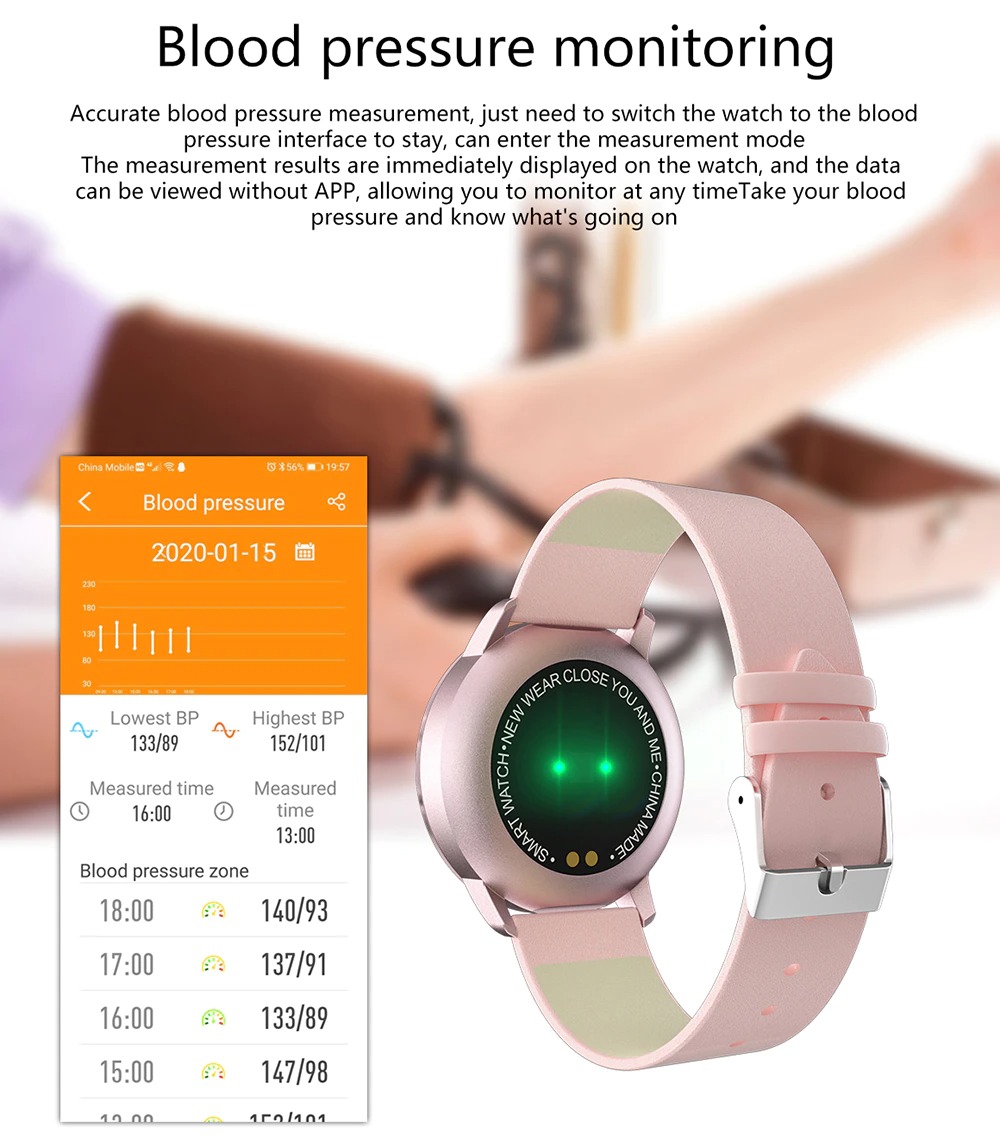 Blood pressure monitoring
Accurate blood pressure measurement, just need to switch the watch to the blood
pressure interface to stay, can enter the measurement mode
The measurement results are immediately displayed on the watch, and the data
can be viewed without APP, allowing you to monitor at any timeTake your blood
pressure and know what's going on
China Mobile HD 56% 19:57
Blood pressure
2020-01-15
230
180
130
80
30
Lowest BP Highest BP
133/89 152/101
Measured time Measured
time
16:00
13:00
Blood pressure zone
18:00 140/93
17:00 137/91
16:00 133/89
15:00 147/98
SMART WATCH•NEW WEAR CLOSE YOU AND ME•CHINA MADE•